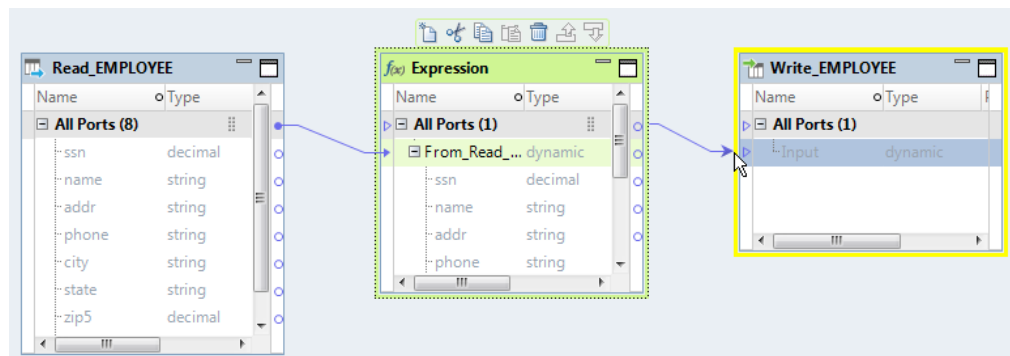 Read_EMPLOYEE
Name Type
All Ports (8)
ssn decimal
name string
addr string
phone string
city string
state string
zip5 decimal
f(x) Expression
Name Type
All Ports (1)
From_Read_... dynamic
ssn decimal
name string
addr string
phone string
Write_EMPLOYEE
Name Type
All Ports (1)
Input dynamic